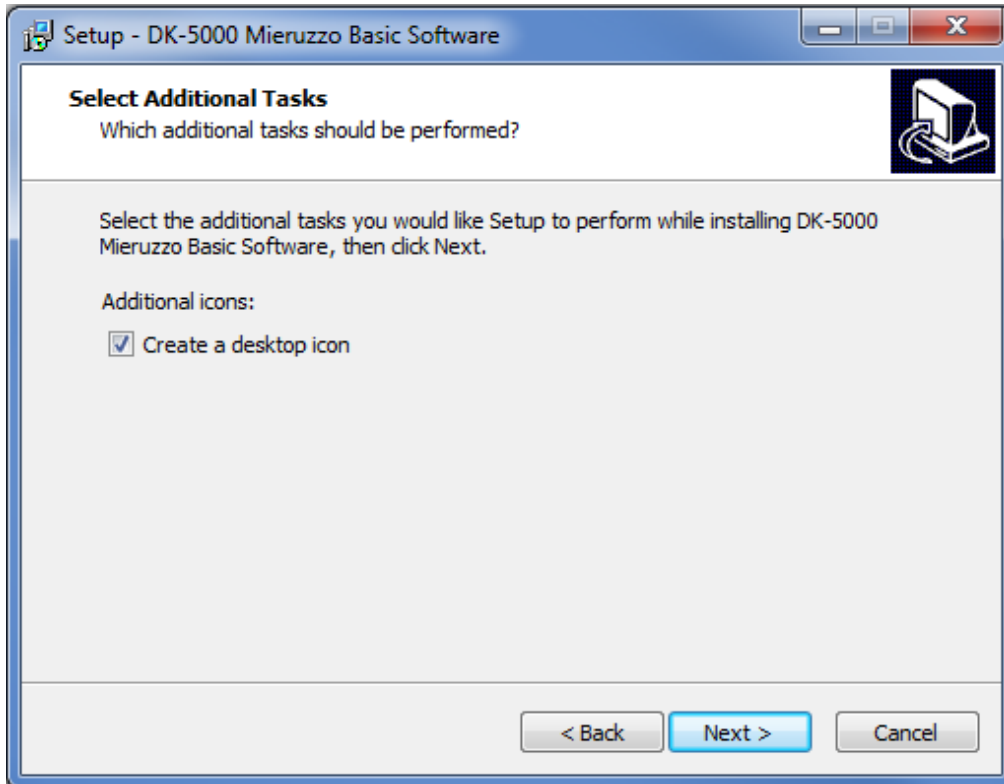 Setup - DK-5000 Mieruzzo Basic Software
Select Additional Tasks
Which additional tasks should be performed?
Select the additional tasks you would like Setup to perform while installing DK-5000
Mieruzzo Basic Software, then click Next.
Additional icons:
Create a desktop icon
< Back
Next >
Cancel